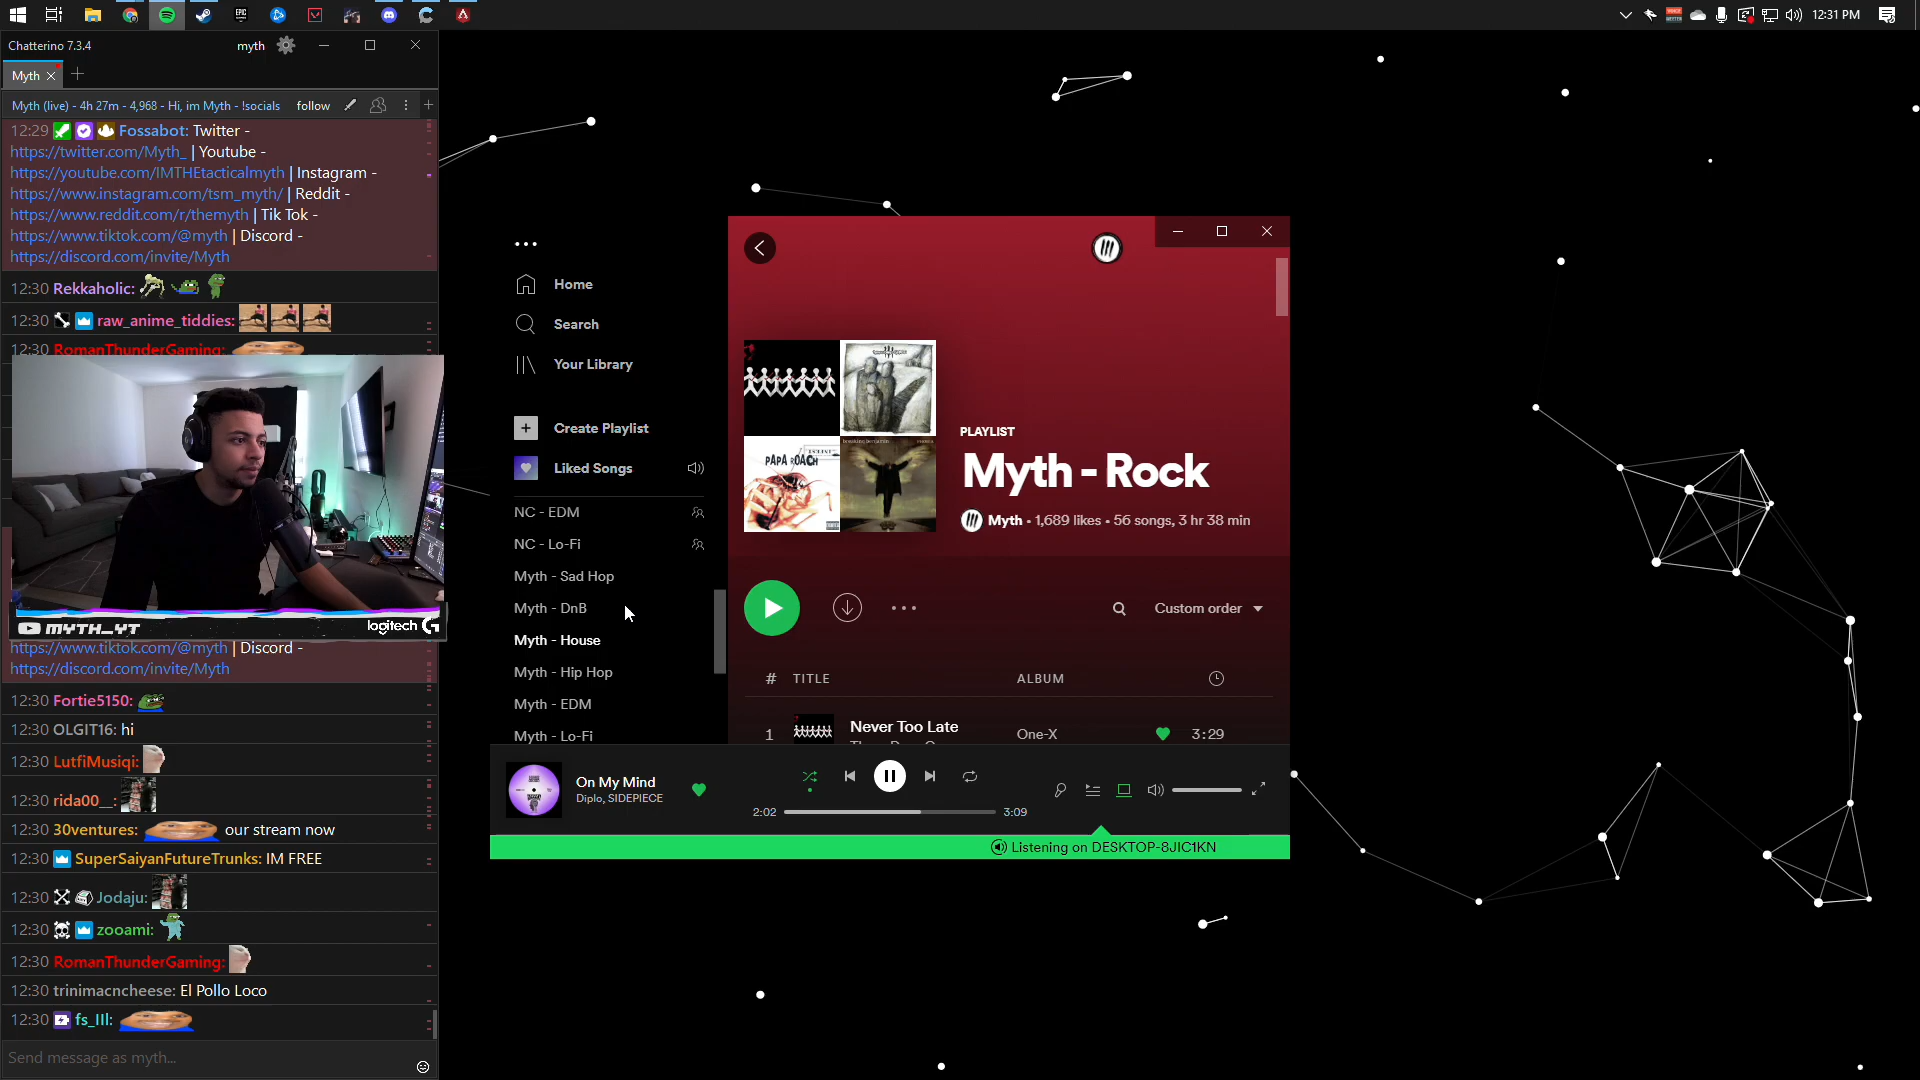 12:31 PM
Chatterino 7.3.4
myth
Myth
Myth (live) - 4h 27m - 4,968 - Hi, im Myth - !socials
follow
12:29 Fossabot: Twitter -
https://twitter.com/Myth_ | Youtube -
https://youtube.com/IMTHEtacticalmyth | Instagram -
https://www.instagram.com/tsm_myth/ | Reddit -
https://www.reddit.com/r/themyth | Tik Tok -
https://www.tiktok.com/@myth | Discord -
https://discord.com/invite/Myth
12:30 Rekkaholic:
12:30 raw_anime_tiddies:
12:30 RomanThunderGaming:
MYTH_YT
logitech G
https://www.tiktok.com/@myth | Discord -
https://discord.com/invite/Myth
12:30 Fortie5150:
12:30 OLGIT16: hi
12:30 LutfiMusiqi:
12:30 rida00__:
12:30 30ventures: our stream now
12:30 SuperSaiyanFutureTrunks: IM FREE
12:30 Jodaju:
12:30 zooami:
12:30 RomanThunderGaming:
12:30 trinimacncheese: El Pollo Loco
12:30 fs_IIl:
Send message as myth...
Home
Search
Your Library
Create Playlist
Liked Songs
NC - EDM
NC - Lo-Fi
Myth - Sad Hop
Myth - DnB
Myth - House
Myth - Hip Hop
Myth - EDM
Myth - Lo-Fi
PAPA ROACH
PLAYLIST
Myth - Rock
Myth • 1,689 likes • 56 songs, 3 hr 38 min
Custom order
# TITLE ALBUM
1 Never Too Late One-X 3:29
On My Mind
Diplo, SIDEPIECE
2:02 3:09
Listening on DESKTOP-8JIC1KN